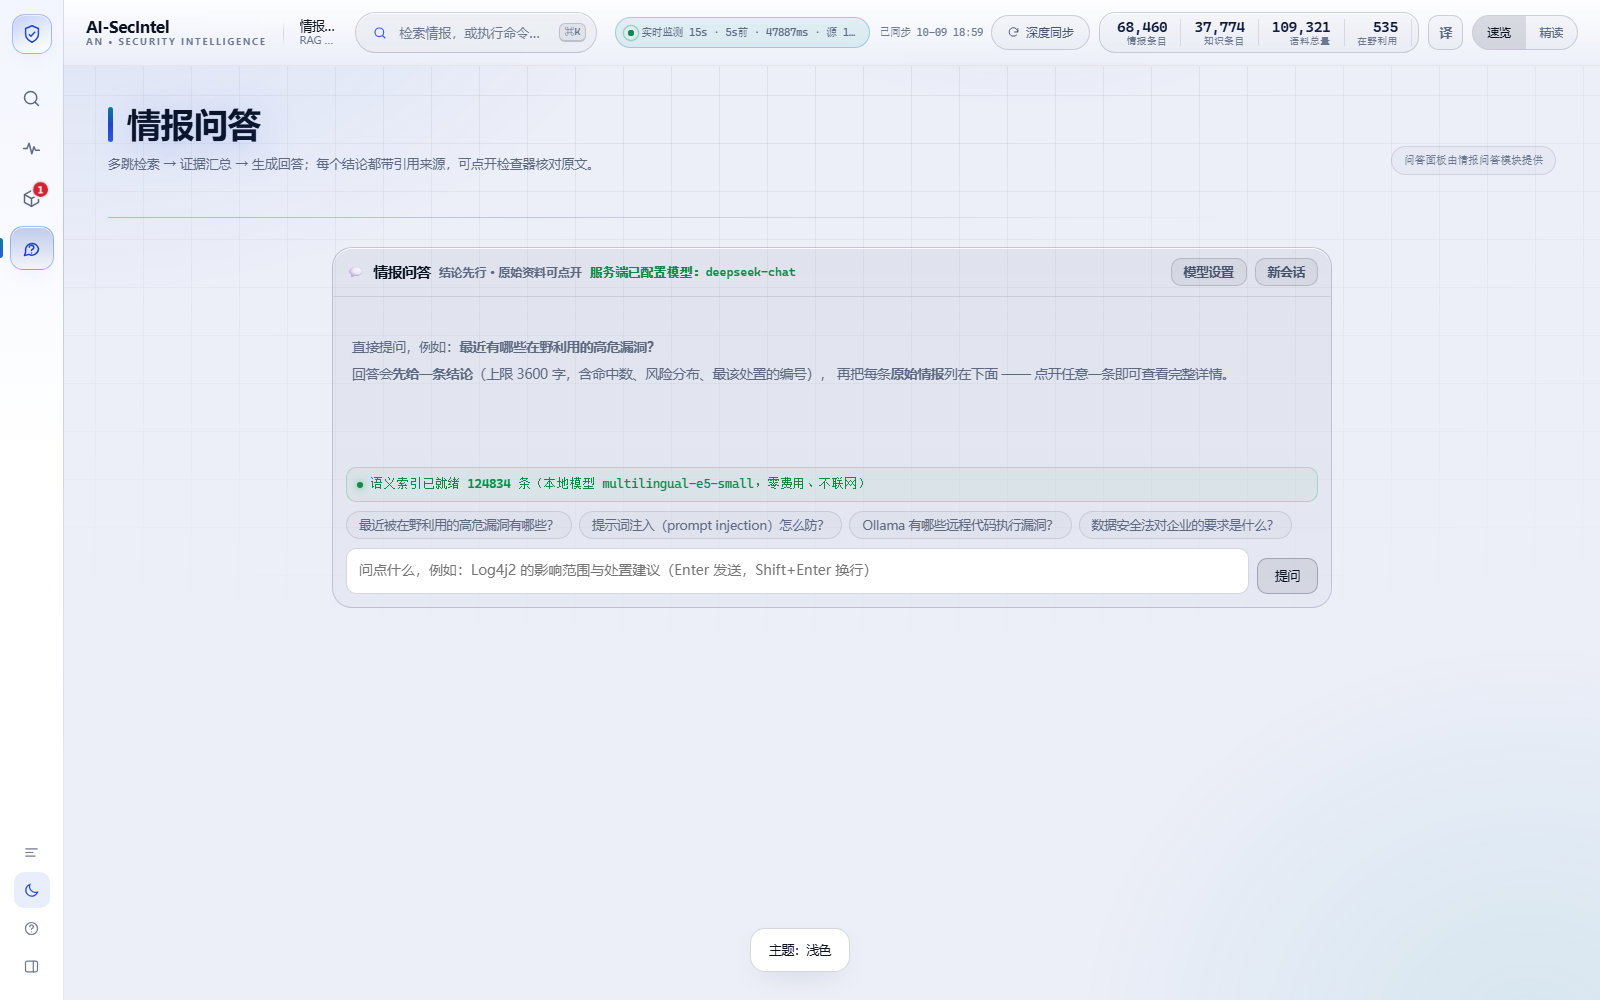 AI-SecIntel
AN • SECURITY INTELLIGENCE
情报...
RAG ...
检索情报，或执行命令...
⌘K
实时监测 15s · 5s前 · 47887ms · 源 1…
已同步 10-09 18:59
深度同步
68,460
情报条目
37,774
知识条目
109,321
语料总量
535
在野利用
译
速览
精读
1
情报问答
多跳检索 → 证据汇总 → 生成回答；每个结论都带引用来源，可点开检查器核对原文。
问答面板由情报问答模块提供
情报问答 结论先行 • 原始资料可点开 服务端已配置模型：deepseek-chat
模型设置
新会话
直接提问，例如：最近有哪些在野利用的高危漏洞？
回答会先给一条结论（上限 3600 字，含命中数、风险分布、最该处置的编号），再把每条原始情报列在下面 —— 点开任意一条即可查看完整详情。
语义索引已就绪 124834 条（本地模型 multilingual-e5-small，零费用、不联网）
最近被在野利用的高危漏洞有哪些？
提示词注入（prompt injection）怎么防？
Ollama 有哪些远程代码执行漏洞？
数据安全法对企业的要求是什么？
问点什么，例如：Log4j2 的影响范围与处置建议（Enter 发送，Shift+Enter 换行）
提问
主题：浅色